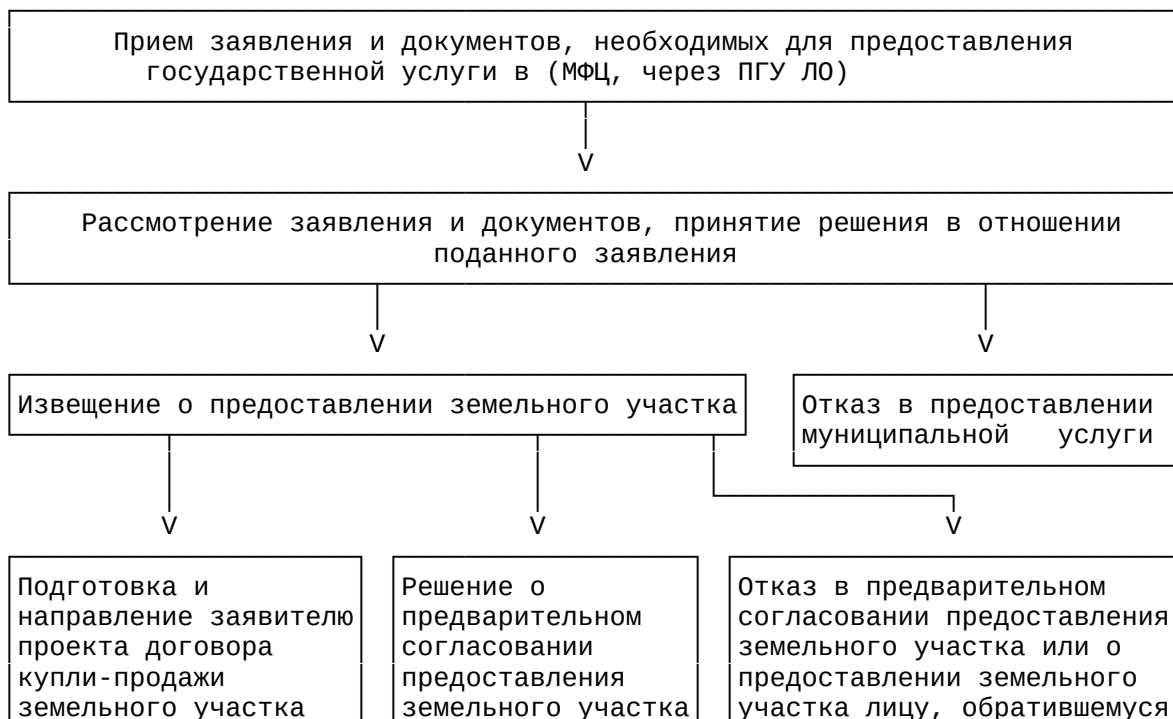 Прием заявления и документов, необходимых для предоставления
государственной услуги в (МФЦ, через ПГУ ЛО)
V
Рассмотрение заявления и документов, принятие решения в отношении
поданного заявления
V
V
Извещение о предоставлении земельного участка
Отказ в предоставлении
муниципальной услуги
V
V
V
Подготовка и
направление заявителю
проекта договора
купли-продажи
земельного участка
Решение о
предварительном
согласовании
предоставления
земельного участка
Отказ в предварительном
согласовании предоставления
земельного участка или о
предоставлении земельного
участка лицу, обратившемуся